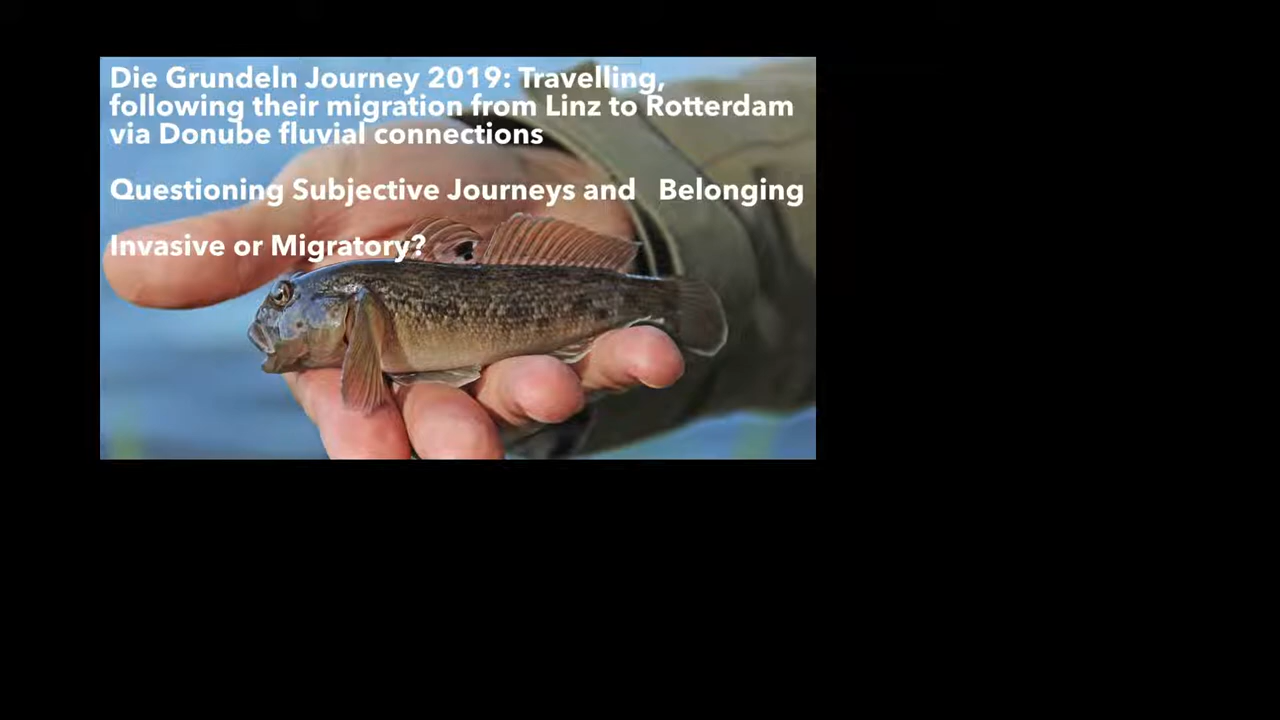 Die Grundeln Journey 2019: Travelling,
following their migration from Linz to Rotterdam
via Donube fluvial connections
Questioning Subjective Journeys and Belonging
Invasive or Migratory?